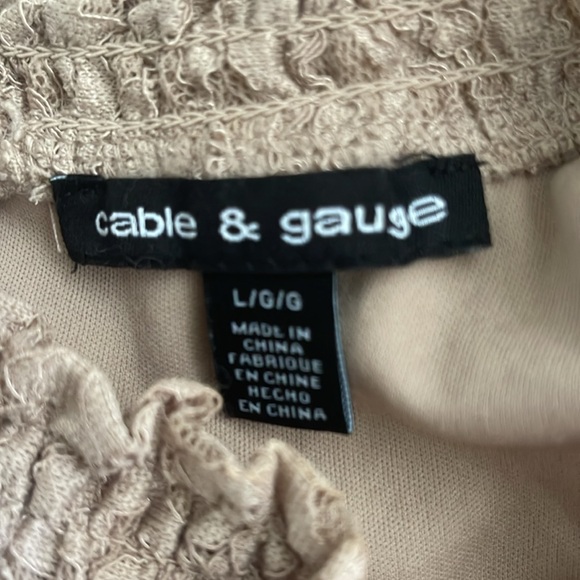 cable & gauge
L/G/G
MADE IN
CHINA
FABRIQUE
EN CHINE
HECHO
EN CHINA